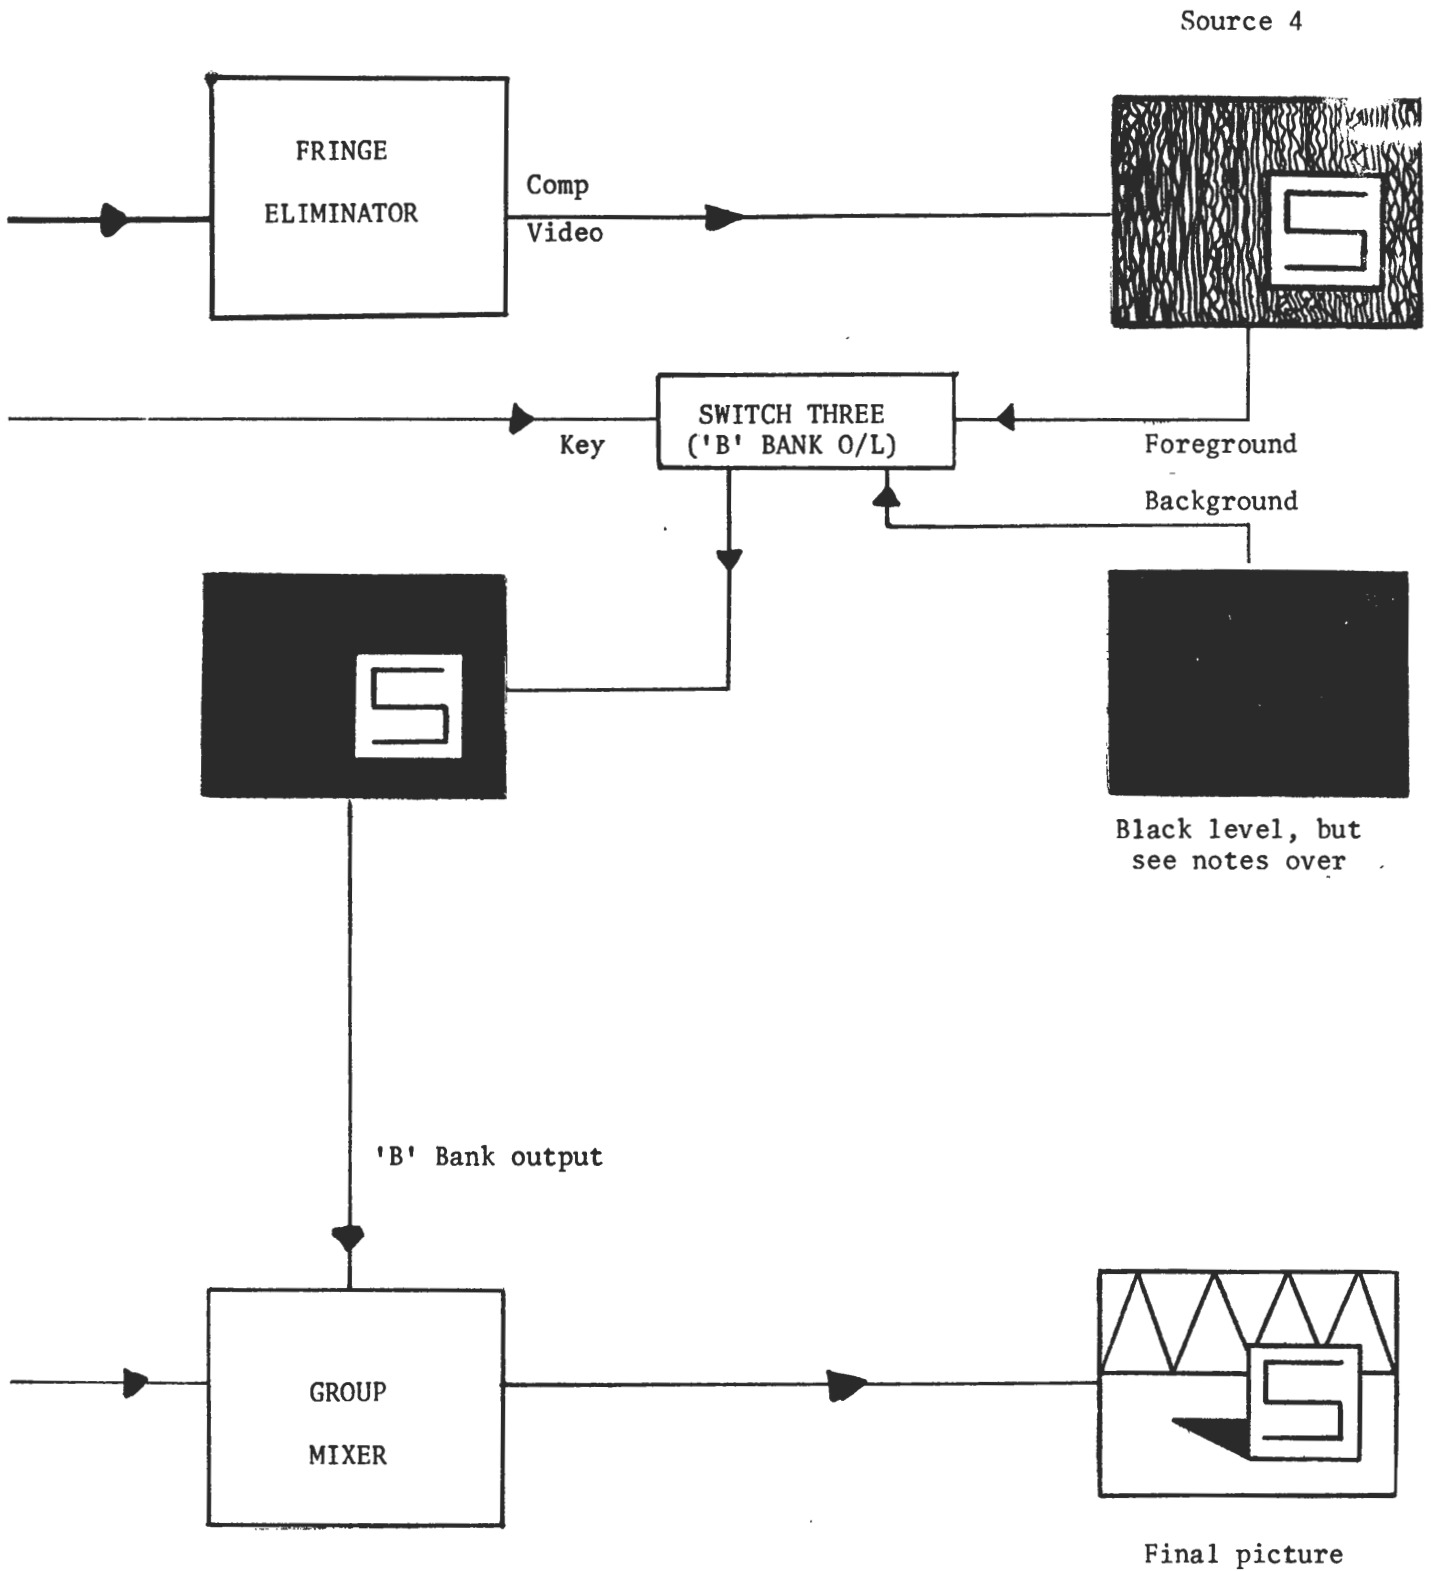 Source 4
FRINGE
ELIMINATOR
Comp
Video
S
SWITCH THREE
('B' BANK O/L)
Key
Foreground
Background
S
Black level, but
see notes over
'B' Bank output
GROUP
MIXER
S
Final picture